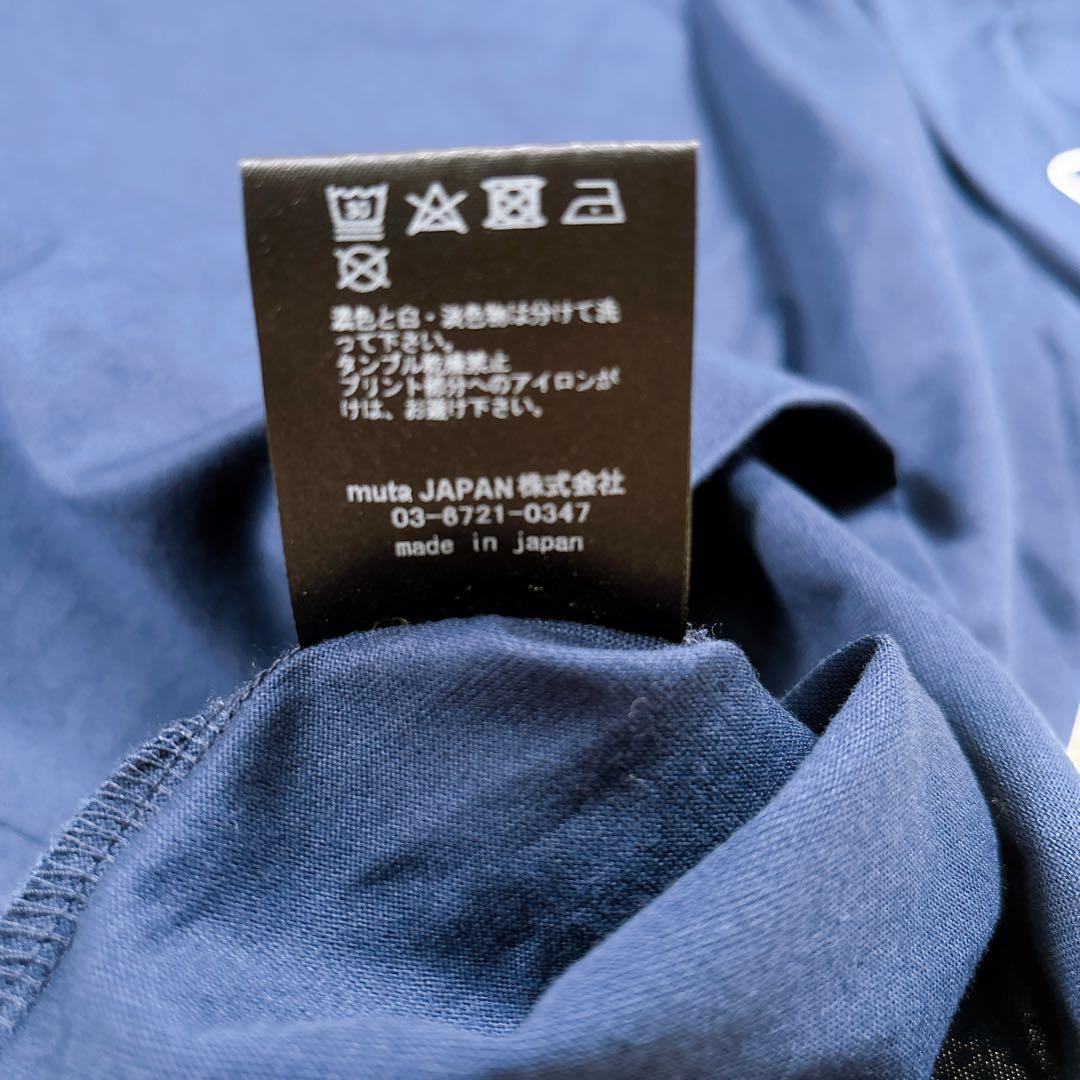 30
濃色と白・淡色物は分けて洗
って下さい。
タンブル乾燥禁止
プリント部分へのアイロンが
けは、お避け下さい。
muta JAPAN株式会社
03-6721-0347
made in japan